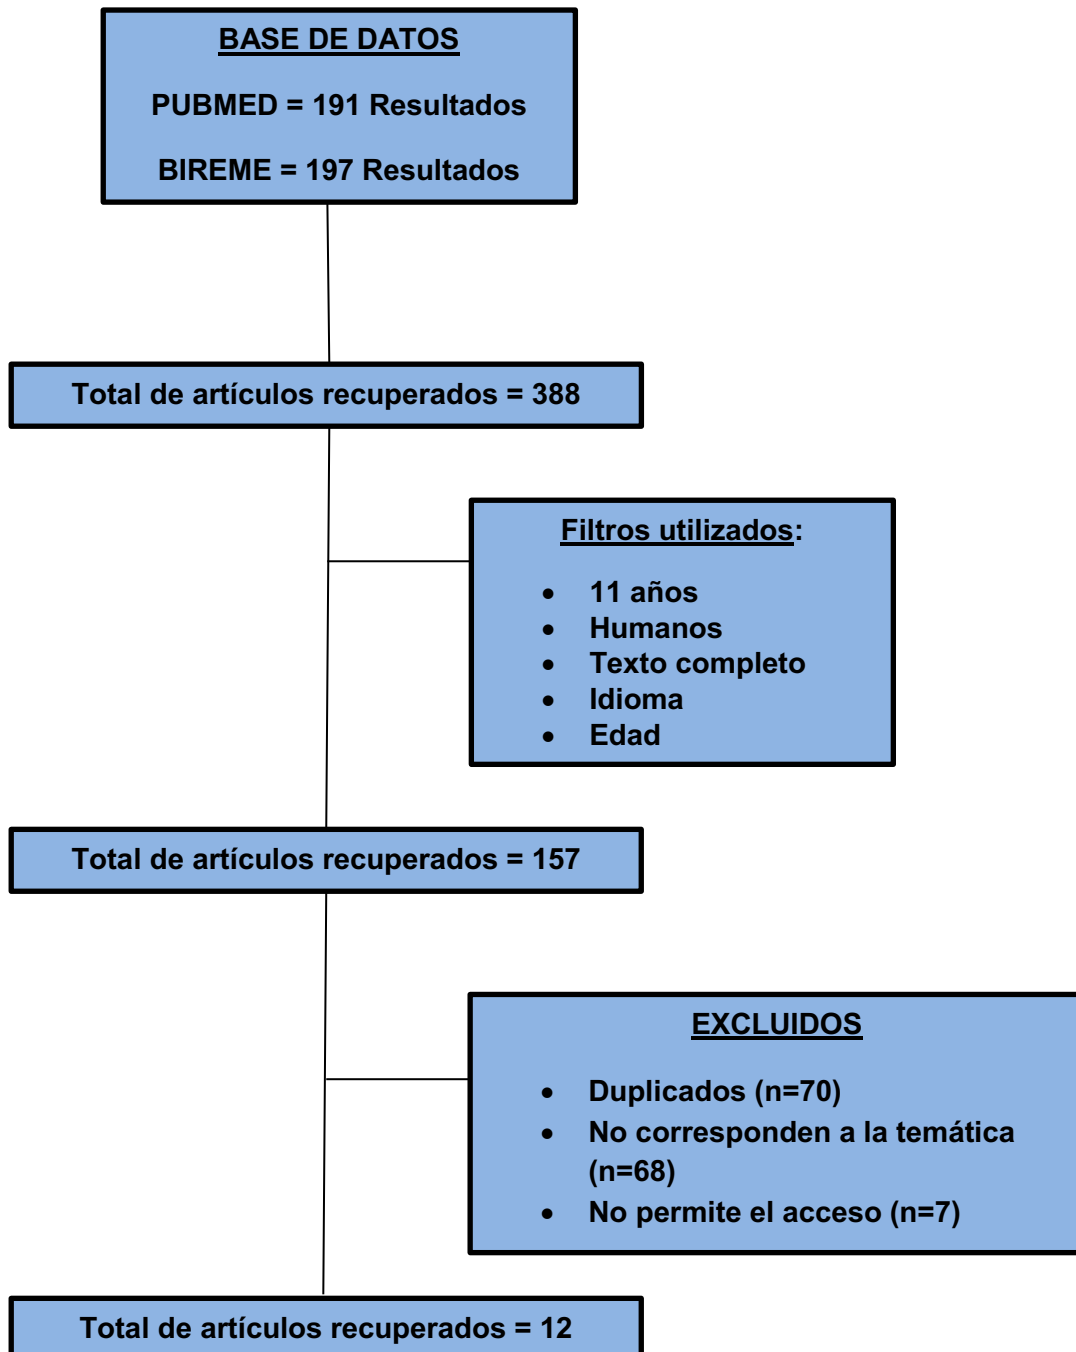 BASE DE DATOS
PUBMED = 191 Resultados
BIREME = 197 Resultados
Total de artículos recuperados = 388
Filtros utilizados:
• 11 años
• Humanos
• Texto completo
• Idioma
• Edad
Total de artículos recuperados = 157
EXCLUIDOS
• Duplicados (n=70)
• No corresponden a la temática
(n=68)
• No permite el acceso (n=7)
Total de artículos recuperados = 12